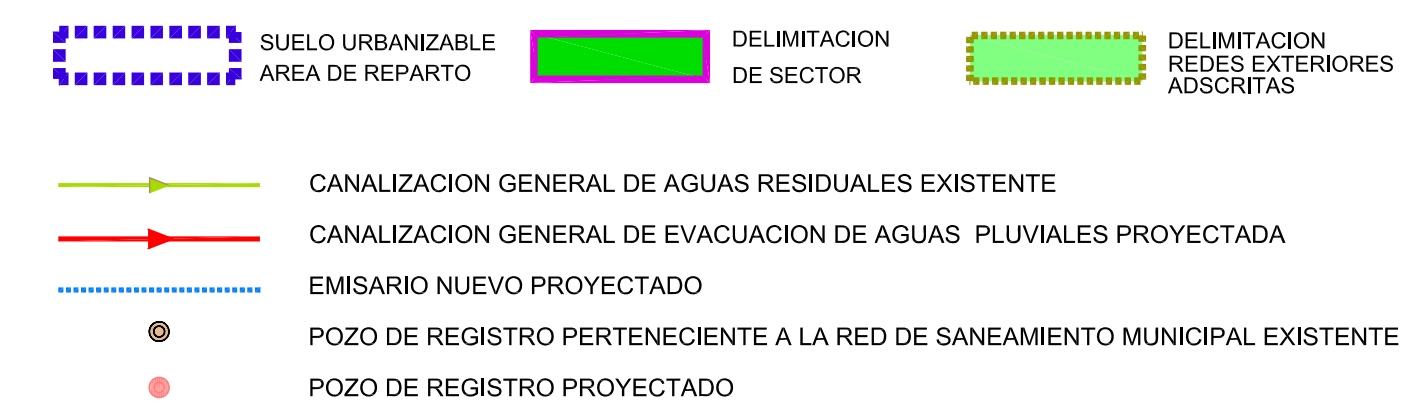 SUELO URBANIZABLE
AREA DE REPARTO
DELIMITACION
DE SECTOR
DELIMITACION
REDES EXTERIORES
ADSCRITAS
CANALIZACION GENERAL DE AGUAS RESIDUALES EXISTENTE
CANALIZACION GENERAL DE EVACUACION DE AGUAS PLUVIALES PROYECTADA
EMISARIO NUEVO PROYECTADO
POZO DE REGISTRO PERTENECIENTE A LA RED DE SANEAMIENTO MUNICIPAL EXISTENTE
POZO DE REGISTRO PROYECTADO